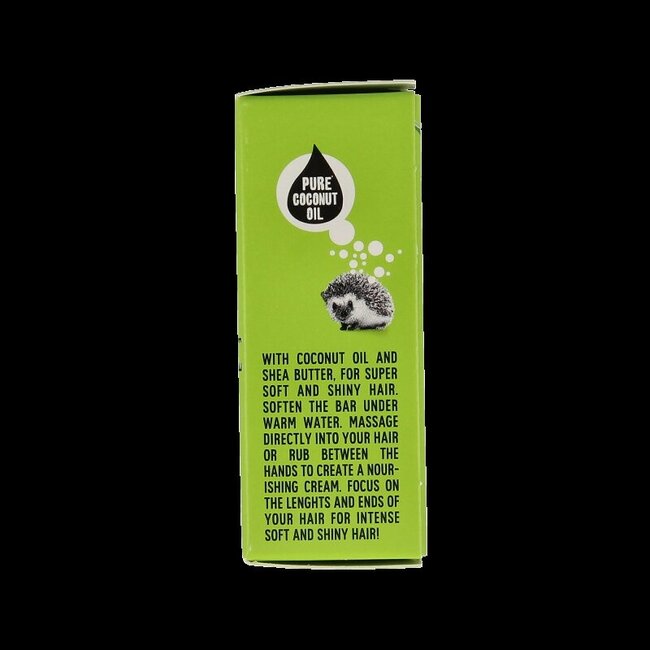 PURE
COCONUT
OIL
WITH COCONUT OIL AND
SHEA BUTTER, FOR SUPER
SOFT AND SHINY HAIR.
SOFTEN THE BAR UNDER
WARM WATER. MASSAGE
DIRECTLY INTO YOUR HAIR
OR RUB BETWEEN THE
HANDS TO CREATE A NOUR-
ISHING CREAM. FOCUS ON
THE LENGHTS AND ENDS OF
YOUR HAIR FOR INTENSE
SOFT AND SHINY HAIR!